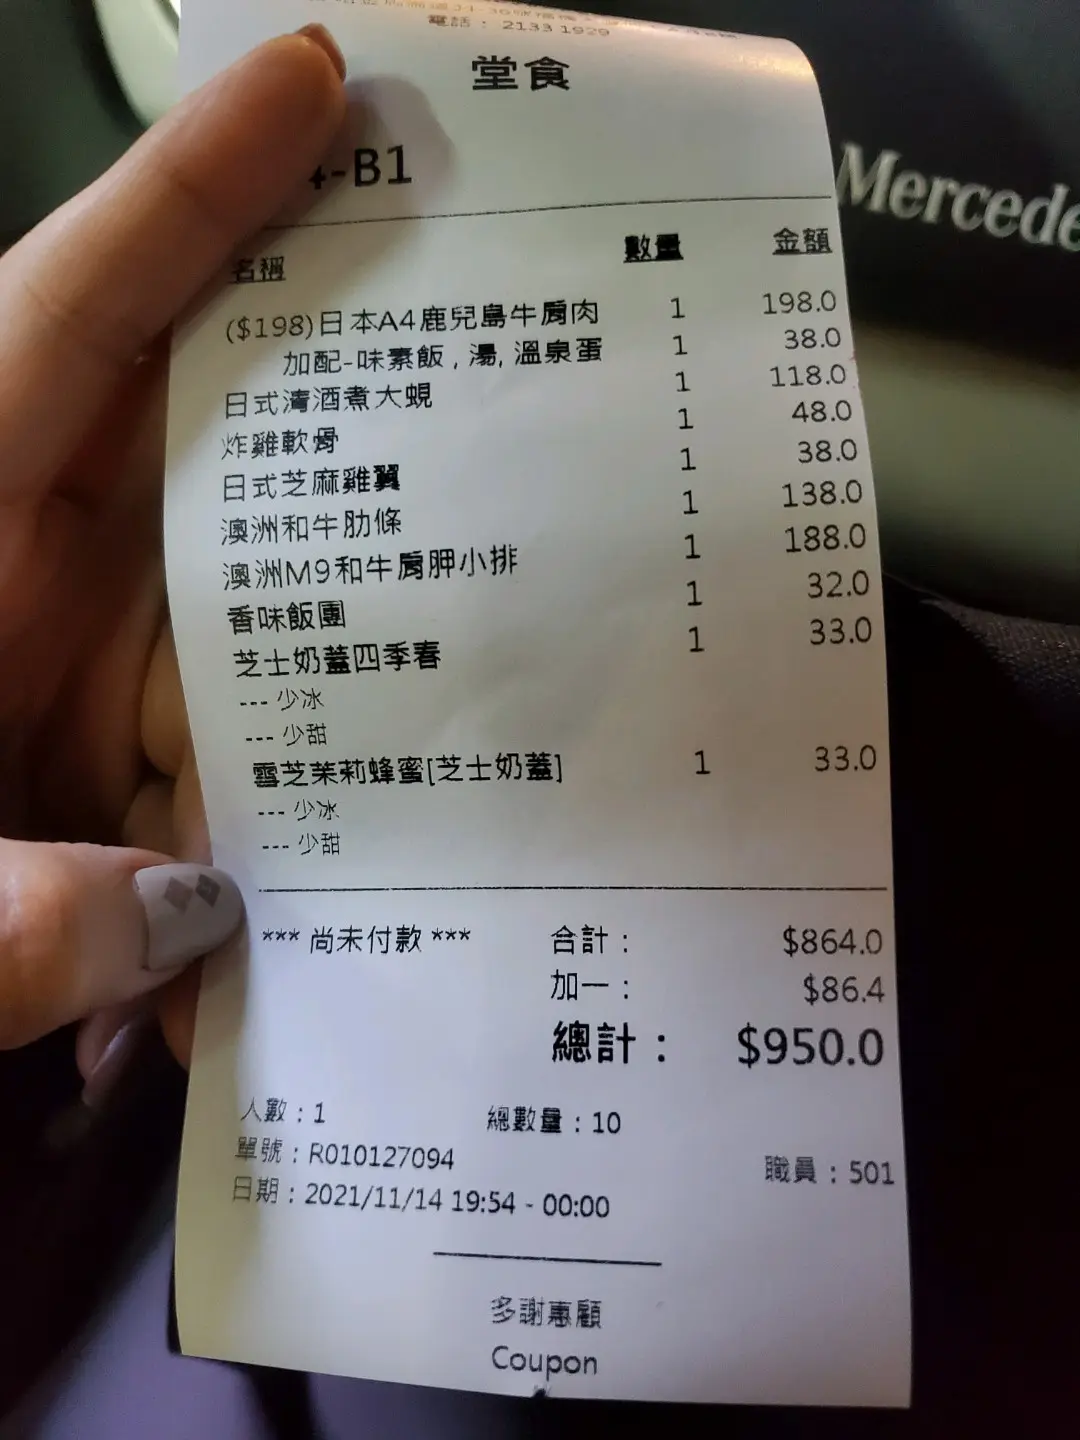 電話： 2133 1929
堂食
4-B1
Mercede
名稱 數量 金額
($198)日本A4鹿兒島牛肩肉 1 198.0
加配-味素飯 , 湯, 溫泉蛋 1 38.0
日式清酒煮大蜆 1 118.0
炸雞軟骨 1 48.0
日式芝麻雞翼 1 38.0
澳洲和牛肋條 1 138.0
澳洲M9和牛肩胛小排 1 188.0
香味飯團 1 32.0
芝士奶蓋四季春 1 33.0
--- 少冰
--- 少甜
雲芝茉莉蜂蜜[芝士奶蓋] 1 33.0
--- 少冰
--- 少甜
*** 尚未付款 *** 合計： $864.0
加一： $86.4
總計： $950.0
人數：1 總數量：10
單號：R010127094 職員：501
日期：2021/11/14 19:54 - 00:00
多謝惠顧
Coupon